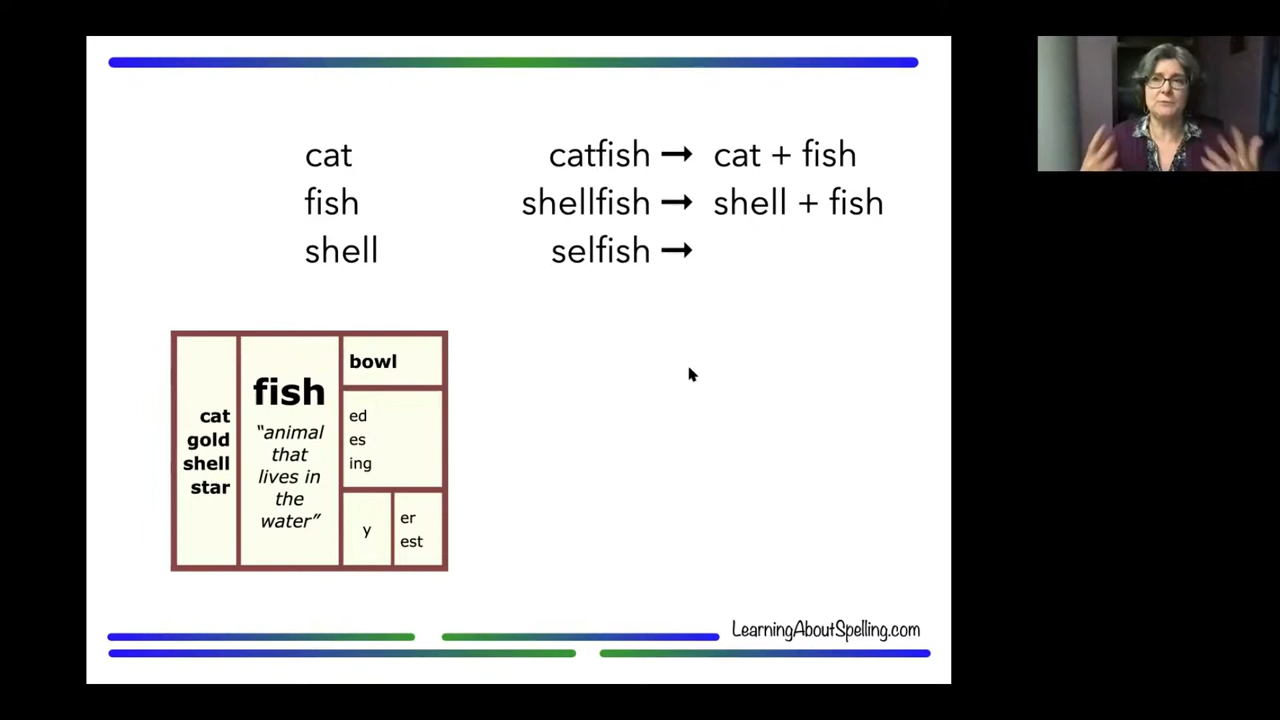 cat
fish
shell
catfish → cat + fish
shellfish → shell + fish
selfish →
cat
gold
shell
star
fish
“animal
that
lives in
the
water”
bowl
ed
es
ing
y
er
est
LearningAboutSpelling.com